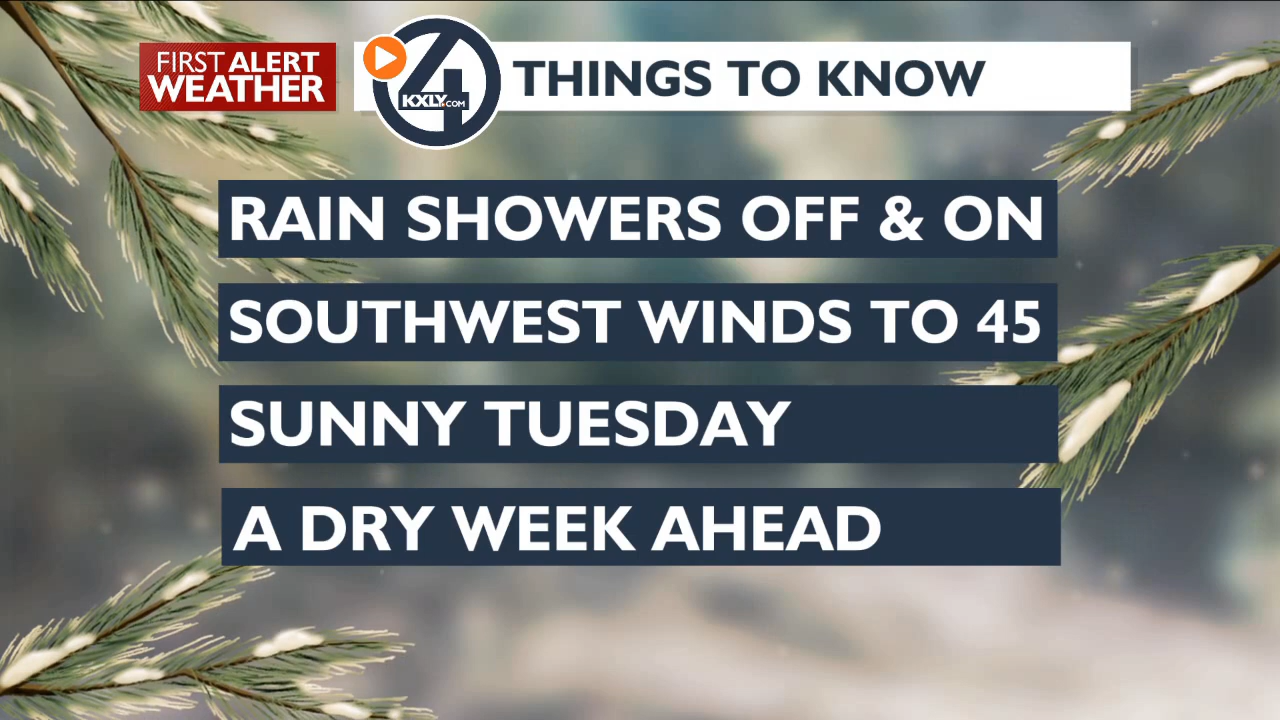 FIRST ALERT
WEATHER
4
KXLY.COM
THINGS TO KNOW
RAIN SHOWERS OFF & ON
SOUTHWEST WINDS TO 45
SUNNY TUESDAY
A DRY WEEK AHEAD